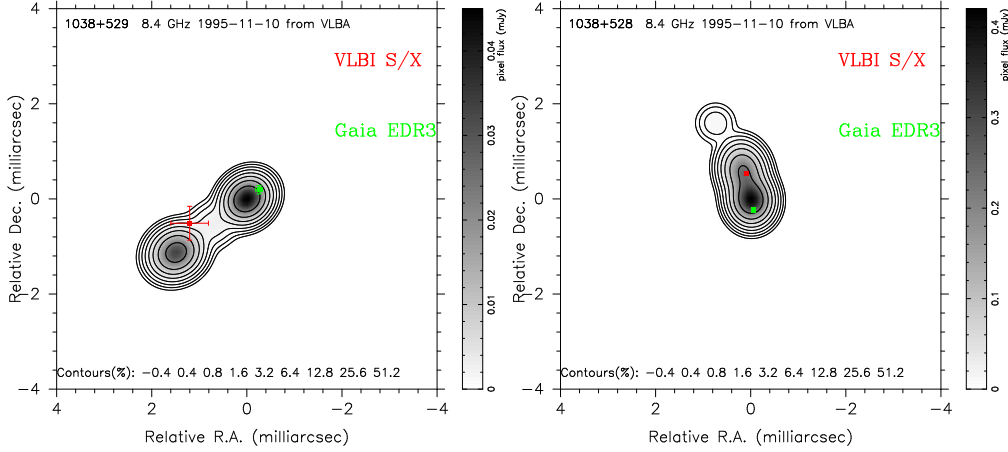 1038+529 8.4 GHz 1995-11-10 from VLBA
VLBI S/X
Gaia EDR3
Contours(%): −0.4 0.4 0.8 1.6 3.2 6.4 12.8 25.6 51.2
Relative Dec. (milliarcsec)
4
2
0
−2
−4
4
2
0
−2
−4
Relative R.A. (milliarcsec)
pixel flux (mJy)
0.04
0.03
0.02
0.01
0
1038+528 8.4 GHz 1995-11-10 from VLBA
VLBI S/X
Gaia EDR3
Contours(%): −0.4 0.4 0.8 1.6 3.2 6.4 12.8 25.6 51.2
Relative Dec. (milliarcsec)
4
2
0
−2
−4
4
2
0
−2
−4
Relative R.A. (milliarcsec)
pixel flux (mJy)
0.4
0.3
0.2
0.1
0